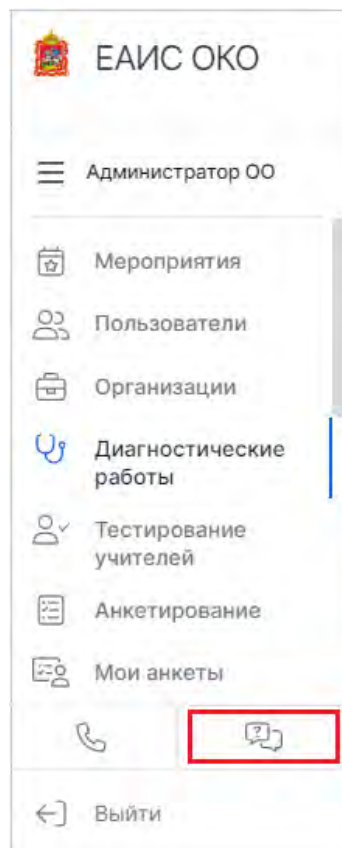 ЕАИС ОКО
Администратор ОО
Мероприятия
Пользователи
Организации
Диагностические
работы
Тестирование
учителей
Анкетирование
Мои анкеты
Выйти